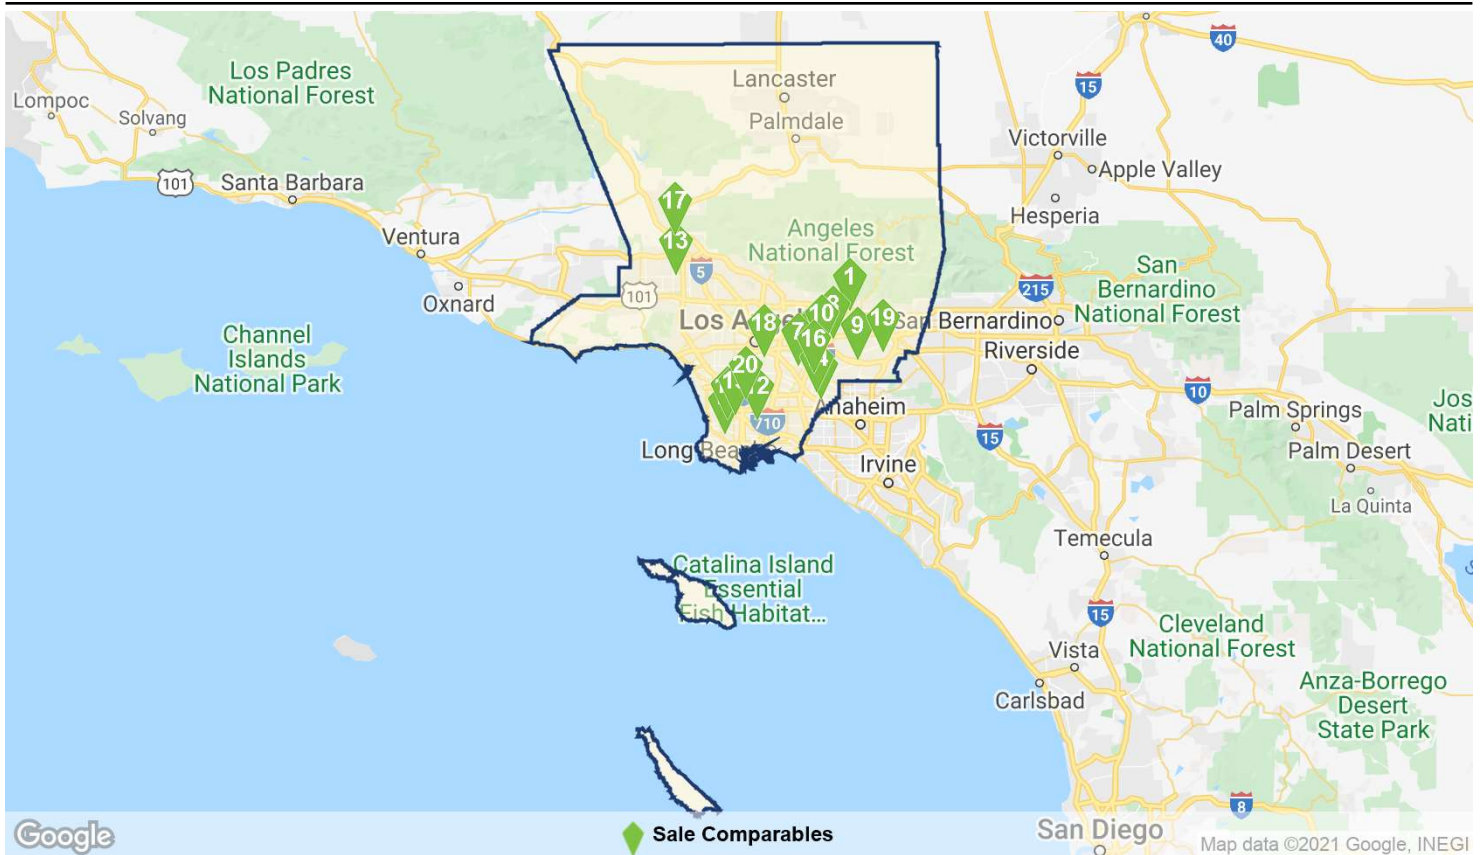 40
Los Padres
National Forest
Lancaster
15
Lompoc
Solvang
Palmdale
Victorville
Apple Valley
101
Santa Barbara
17
Hesperia
Ventura
13
Angeles
National Forest
5
1
San
Bernardino
National Forest
215
Oxnard
101
Los
18
7
10
9
19
San Bernardino
16
Riverside
Channel
Islands
National Park
20
12
4
Anaheim
10
710
Palm Springs
15
Long
Irvine
Palm Desert
La Quinta
Temecula
Catalina Island
Essential
Fish Habitat...
15
Cleveland
National Forest
Vista
Carlsbad
Anza-Borrego
Desert
State Park
8
San Diego
Google
Sale Comparables
Map data ©2021 Google, INEGI